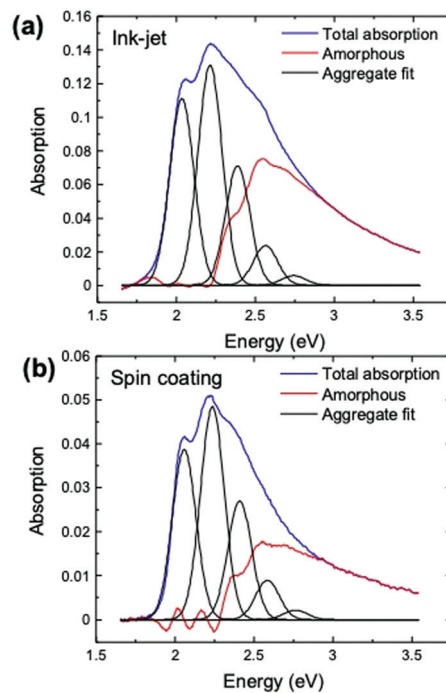 (a)
Ink-jet
Total absorption
Amorphous
Aggregate fit
Absorption
0.16
0.14
0.12
0.1
0.08
0.06
0.04
0.02
0
1.5 2 2.5 3 3.5
Energy (eV)
(b)
Spin coating
Total absorption
Amorphous
Aggregate fit
Absorption
0.06
0.05
0.04
0.03
0.02
0.01
0
1.5 2 2.5 3 3.5
Energy (eV)